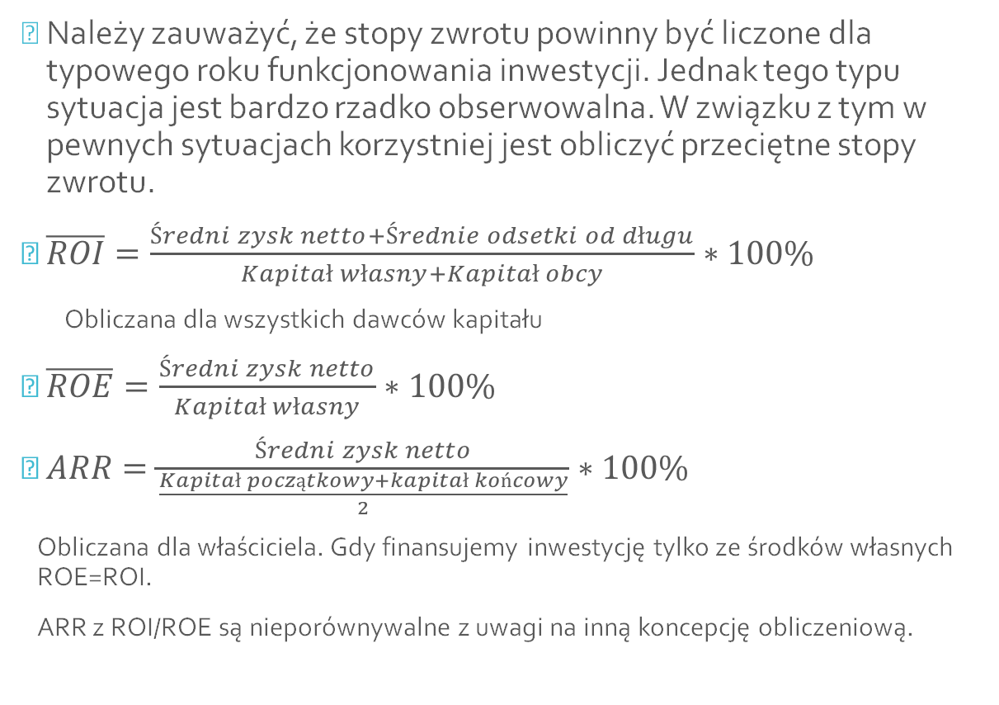 Należy zauważyć, że stopy zwrotu powinny być liczone dla
typowego roku funkcjonowania inwestycji. Jednak tego typu
sytuacja jest bardzo rzadko obserwowalna. W związku z tym w
pewnych sytuacjach korzystniej jest obliczyć przeciętne stopy
zwrotu.
$\overline{ROI} = \frac{Średni zysk netto+Średnie odsetki od długu}{Kapitał własny+Kapitał obcy} * 100\%$
Obliczana dla wszystkich dawców kapitału
$\overline{ROE} = \frac{Średni zysk netto}{Kapitał własny} * 100\%$
$ARR = \frac{Średni zysk netto}{\frac{Kapitał początkowy+kapitał końcowy}{2}} * 100\%$
Obliczana dla właściciela. Gdy finansujemy inwestycję tylko ze środków własnych
ROE=ROI.
ARR z ROI/ROE są nieporównywalne z uwagi na inną koncepcję obliczeniową.